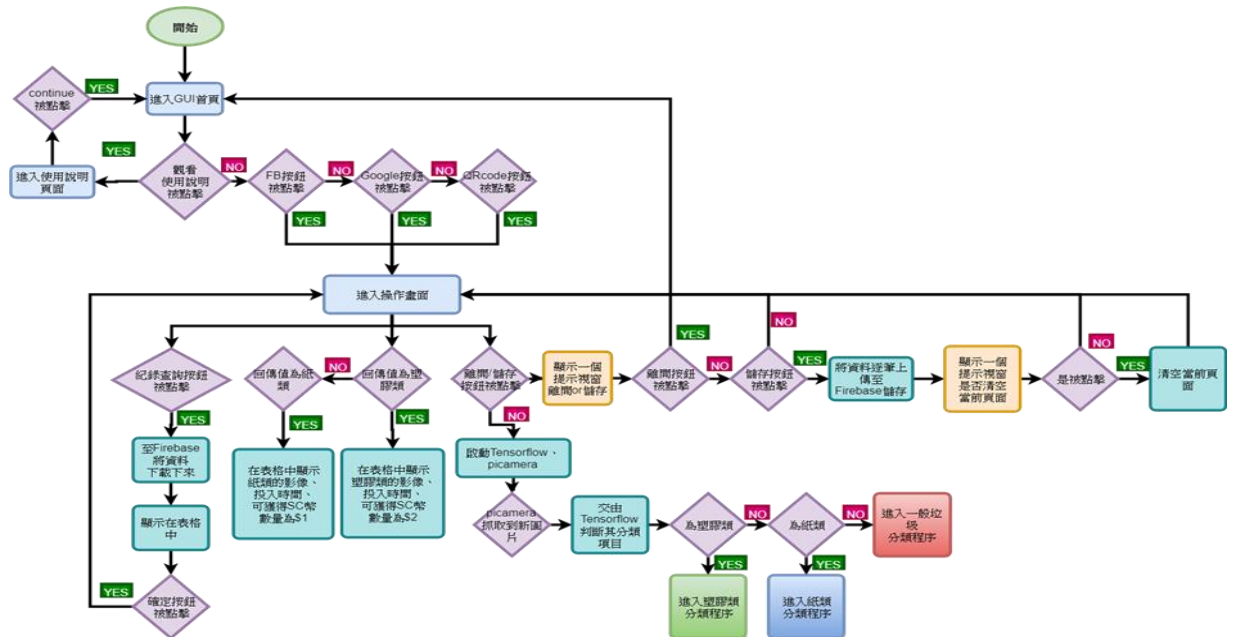 開始
continue
被點擊
YES
進入GUI首頁
YES
進入使用說明
頁面
觀看
使用說明
被點擊
NO
FB按鈕
被點擊
NO
Google按鈕
被點擊
NO
QRcode按鈕
被點擊
YES
YES
YES
進入操作畫面
紀錄查詢按鈕
被點擊
YES
至Firebase
將資料
下載下來
顯示在表格
中
確定按鈕
被點擊
YES
回傳值為紙
類
NO
回傳值為塑
膠類
YES
YES
在表格中顯示
紙類的影像、
投入時間、
可獲得SC幣
數量為$1
在表格中顯示
塑膠類的影像、
投入時間、
可獲得SC幣
數量為$2
離開/儲存
按鈕被點擊
NO
顯示一個
提示視窗
離開or儲存
離開按鈕
被點擊
YES
NO
儲存按鈕
被點擊
NO
YES
將資料逐筆上
傳至
Firebase儲存
顯示一個
提示視窗
是否清空
當前頁面
是被點擊
NO
YES
清空當前頁
面
啟動Tensorflow、
picamera
picamera
抓取到新圖
片
交由
Tensorflow
判斷其分類
項目
為塑膠類
NO
為紙類
NO
進入一般垃
圾
分類程序
YES
YES
進入塑膠類
分類程序
進入紙類
分類程序